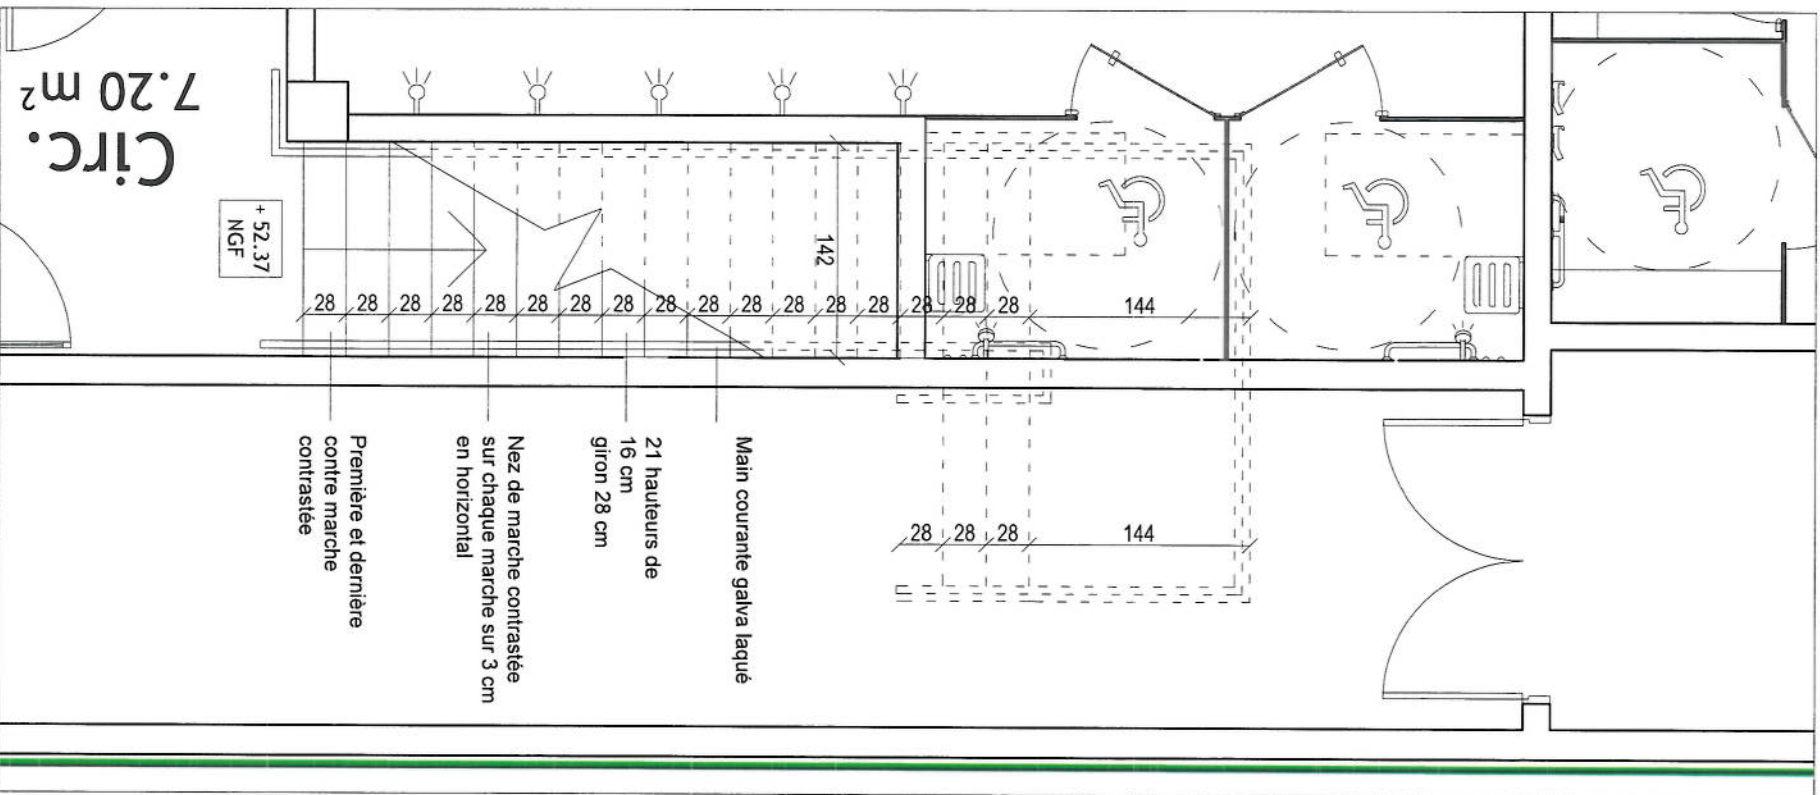 Circ.
7.20 m²
+ 52.37
NGF
142
28 28 28 28 28 28 28 28 28 28 28 28 28 28 28 28 28 144
28 28 28 144
Main courante galva laqué
21 hauteurs de
16 cm
giron 28 cm
Nez de marche contrastée
sur chaque marche sur 3 cm
en horizontal
Première et dernière
contre marche
contrastée